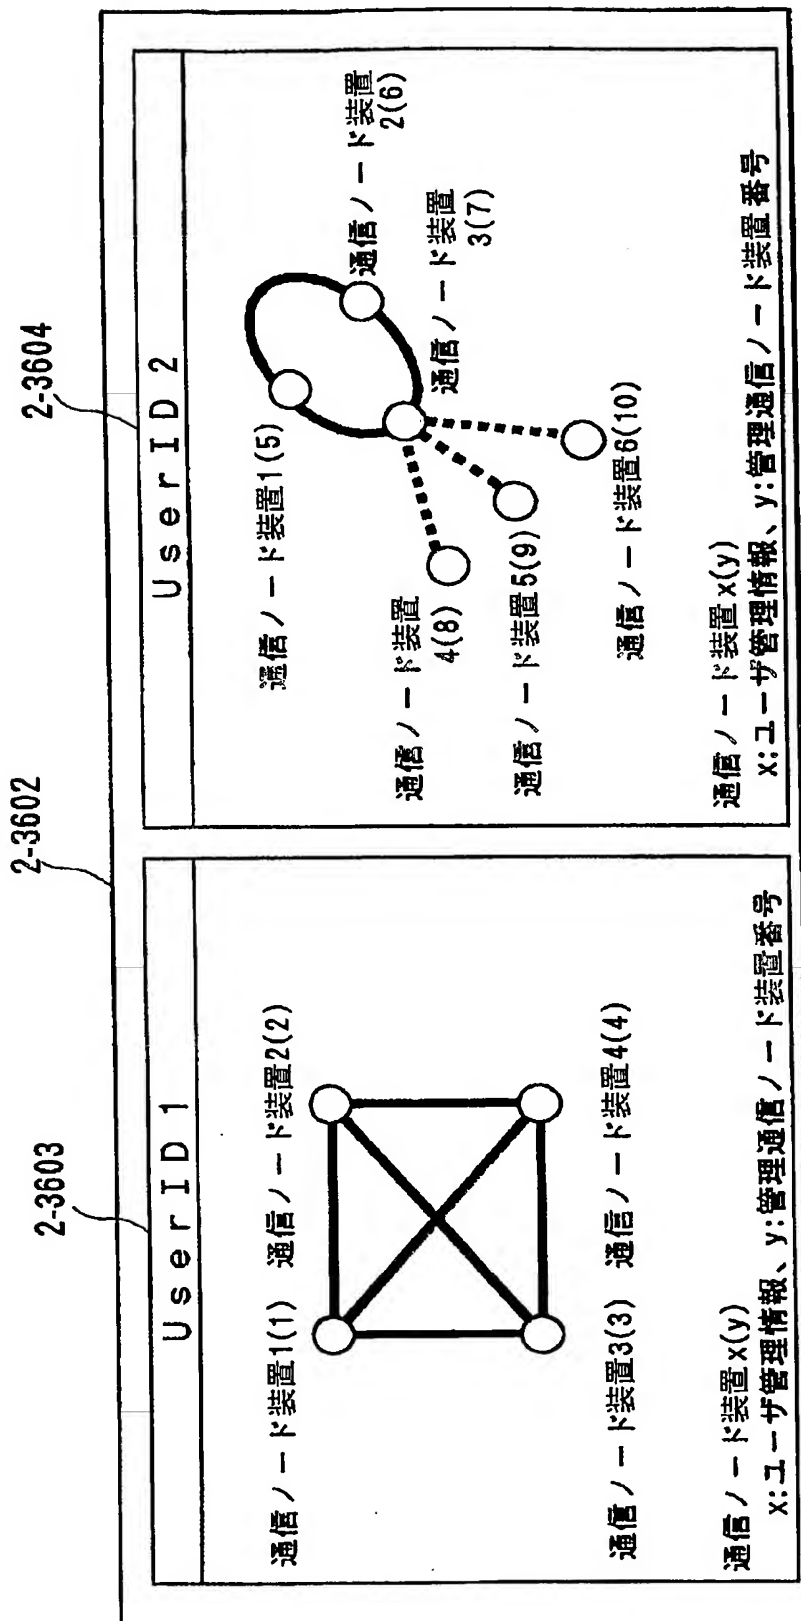 2-3602
2-3603
UserID1
通信ノード装置1(1)
通信ノード装置2(2)
通信ノード装置3(3)
通信ノード装置4(4)
通信ノード装置x(y)
x:ユーザ管理情報、y:管理通信ノード装置番号
2-3604
UserID2
通信ノード装置1(5)
通信ノード装置
2(6)
通信ノード装置
3(7)
通信ノード装置
4(8)
通信ノード装置5(9)
通信ノード装置6(10)
通信ノード装置x(y)
x:ユーザ管理情報、y:管理通信ノード装置番号